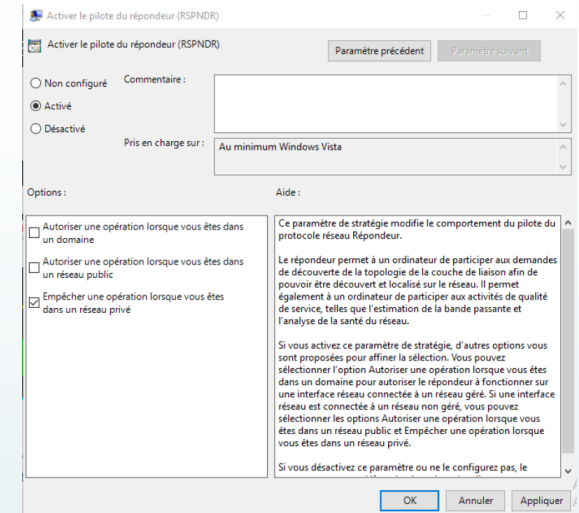 Activer le pilote du répondeur (RSPNDR)
Activer le pilote du répondeur (RSPNDR)
Paramètre précédent
Paramètre suivant
Non configuré
Commentaire :
Activé
Désactivé
Pris en charge sur :
Au minimum Windows Vista
Options :
Aide :
Autoriser une opération lorsque vous êtes dans
un domaine
Autoriser une opération lorsque vous êtes dans
un réseau public
Empêcher une opération lorsque vous êtes
dans un réseau privé
Ce paramètre de stratégie modifie le comportement du pilote du
protocole réseau Répondeur.
Le répondeur permet à un ordinateur de participer aux demandes
de découverte de la topologie de la couche de liaison afin de
pouvoir être découvert et localisé sur le réseau. Il permet
également à un ordinateur de participer aux activités de qualité
de service, telles que l'estimation de la bande passante et
l'analyse de la santé du réseau.
Si vous activez ce paramètre de stratégie, d'autres options vous
sont proposées pour affiner la sélection. Vous pouvez
sélectionner l'option Autoriser une opération lorsque vous êtes
dans un domaine pour autoriser le répondeur à fonctionner sur
une interface réseau connectée à un réseau géré. Si une interface
réseau est connectée à un réseau non géré, vous pouvez
sélectionner les options Autoriser une opération lorsque vous
êtes dans un réseau public et Empêcher une opération lorsque
vous êtes dans un réseau privé.
Si vous désactivez ce paramètre ou ne le configurez pas, le
OK
Annuler
Appliquer